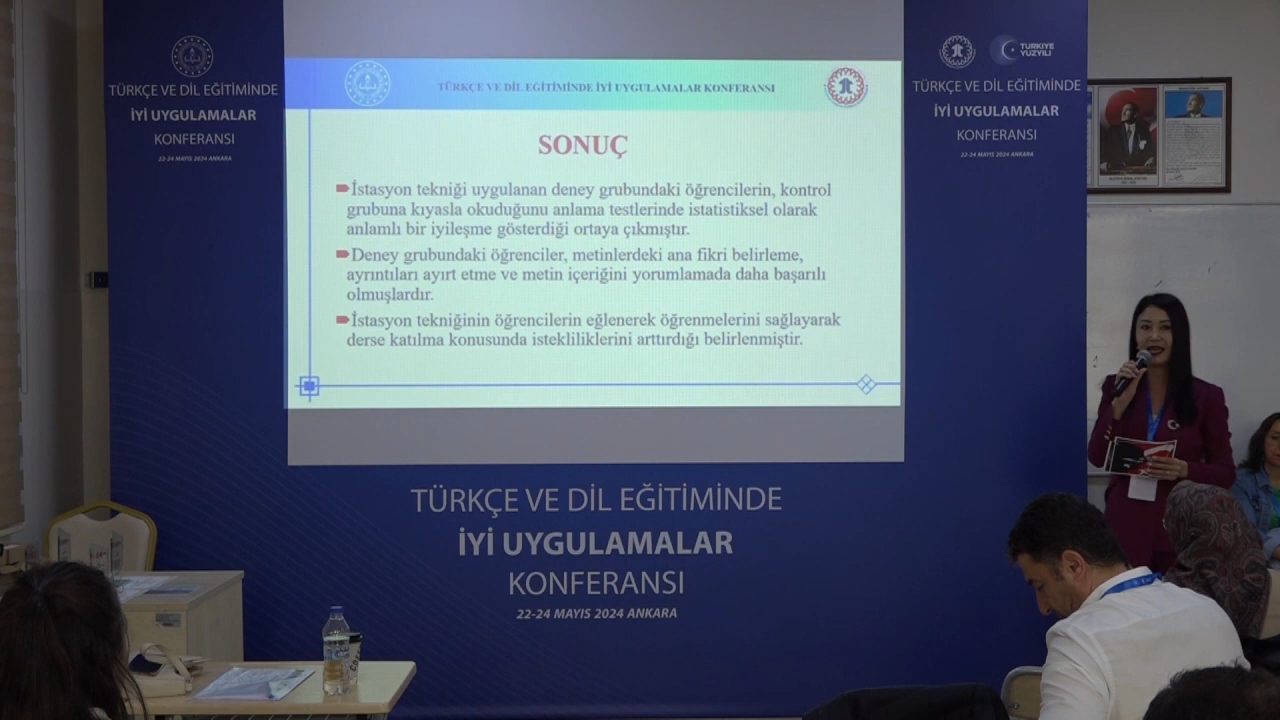 TÜRKÇE VE DİL EĞİTİMİNDE
İYİ UYGULAMALAR
KONFERANSI
22-24 MAYIS 2024 ANKARA
TÜRKÇE VE DİL EĞİTİMİNDE İYİ UYGULAMALAR KONFERANSI
SONUÇ
İstasyon tekniği uygulanan deney grubundaki öğrencilerin, kontrol
grubuna kıyasla okuduğunu anlama testlerinde istatistiksel olarak
anlamlı bir iyileşme gösterdiği ortaya çıkmıştır.
Deney grubundaki öğrenciler, metinlerdeki ana fikri belirleme,
ayrıntıları ayırt etme ve metin içeriğini yorumlamada daha başarılı
olmuşlardır.
İstasyon tekniğinin öğrencilerin eğlenerek öğrenmelerini sağlayarak
derse katılma konusunda istekliliklerini arttırdığı belirlenmiştir.
TÜRKİYE
YÜZYILI
TÜRKÇE VE DİL EĞİTİMİNDE
İYİ UYGULAMALAR
KONFERANSI
22-24 MAYIS 2024 ANKARA
TÜRKÇE VE DİL EĞİTİMİNDE
İYİ UYGULAMALAR
KONFERANSI
22-24 MAYIS 2024 ANKARA